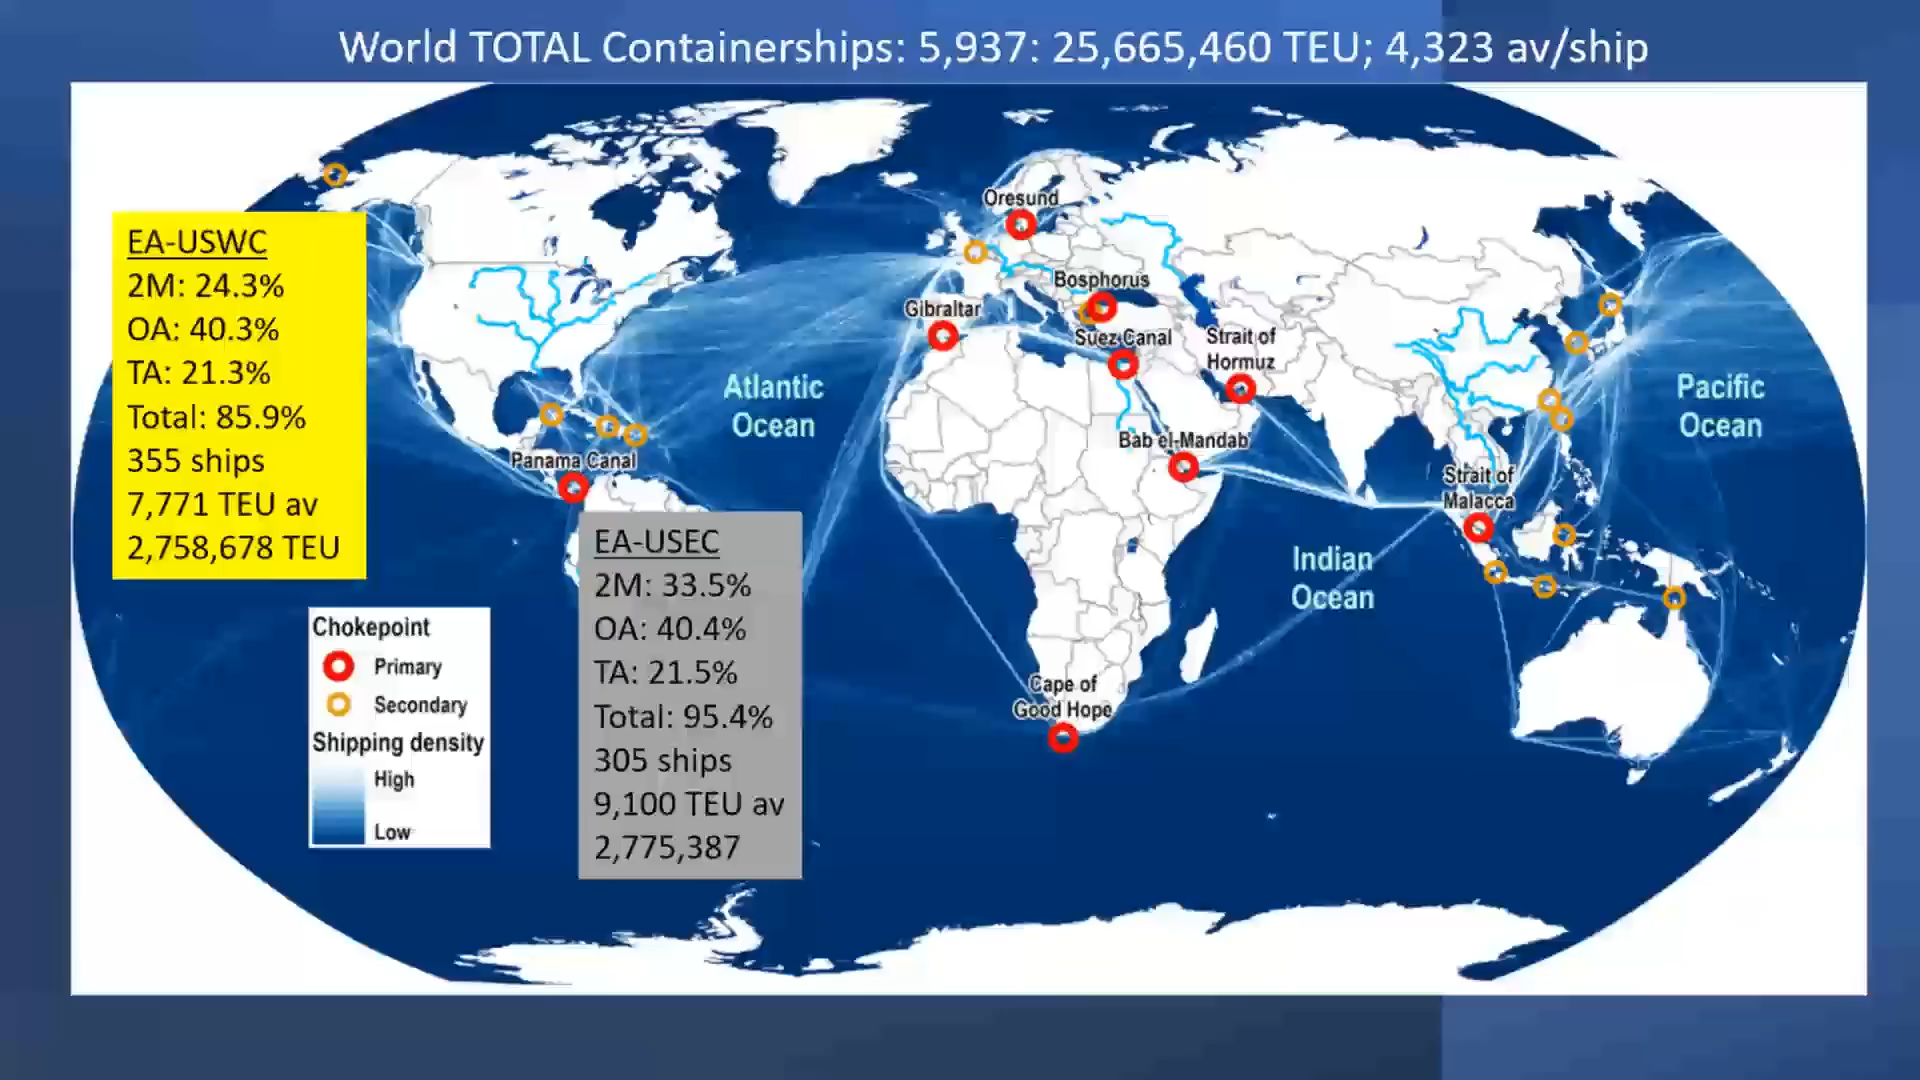 World TOTAL Containerships: 5,937: 25,665,460 TEU; 4,323 av/ship
EA-USWC
2M: 24.3%
OA: 40.3%
TA: 21.3%
Total: 85.9%
355 ships
7,771 TEU av
2,758,678 TEU
EA-USEC
2M: 33.5%
OA: 40.4%
TA: 21.5%
Total: 95.4%
305 ships
9,100 TEU av
2,775,387
Chokepoint
Primary
Secondary
Shipping density
High
Low
Oresund
Bosphorus
Gibraltar
Suez Canal
Strait of
Hormuz
Atlantic
Ocean
Pacific
Ocean
Bab el-Mandab
Panama Canal
Strait of
Malacca
Indian
Ocean
Cape of
Good Hope